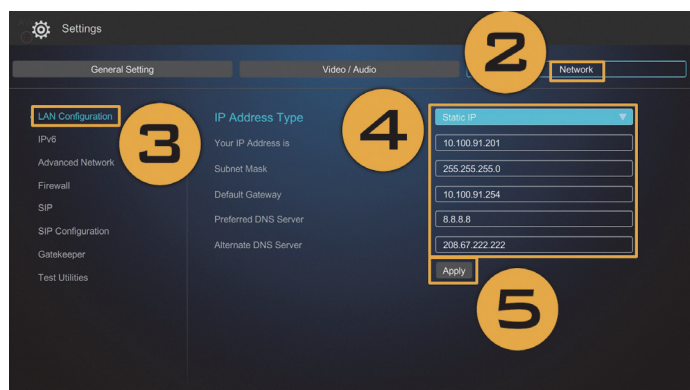 Settings
2
General Setting
Video / Audio
Network
3
LAN Configuration
IPv6
Advanced Network
Firewall
SIP
SIP Configuration
Gatekeeper
Test Utilities
4
IP Address Type
Static IP
Your IP Address is
10.100.91.201
Subnet Mask
255.255.255.0
Default Gateway
10.100.91.254
Preferred DNS Server
8.8.8.8
Alternate DNS Server
208.67.222.222
Apply
5